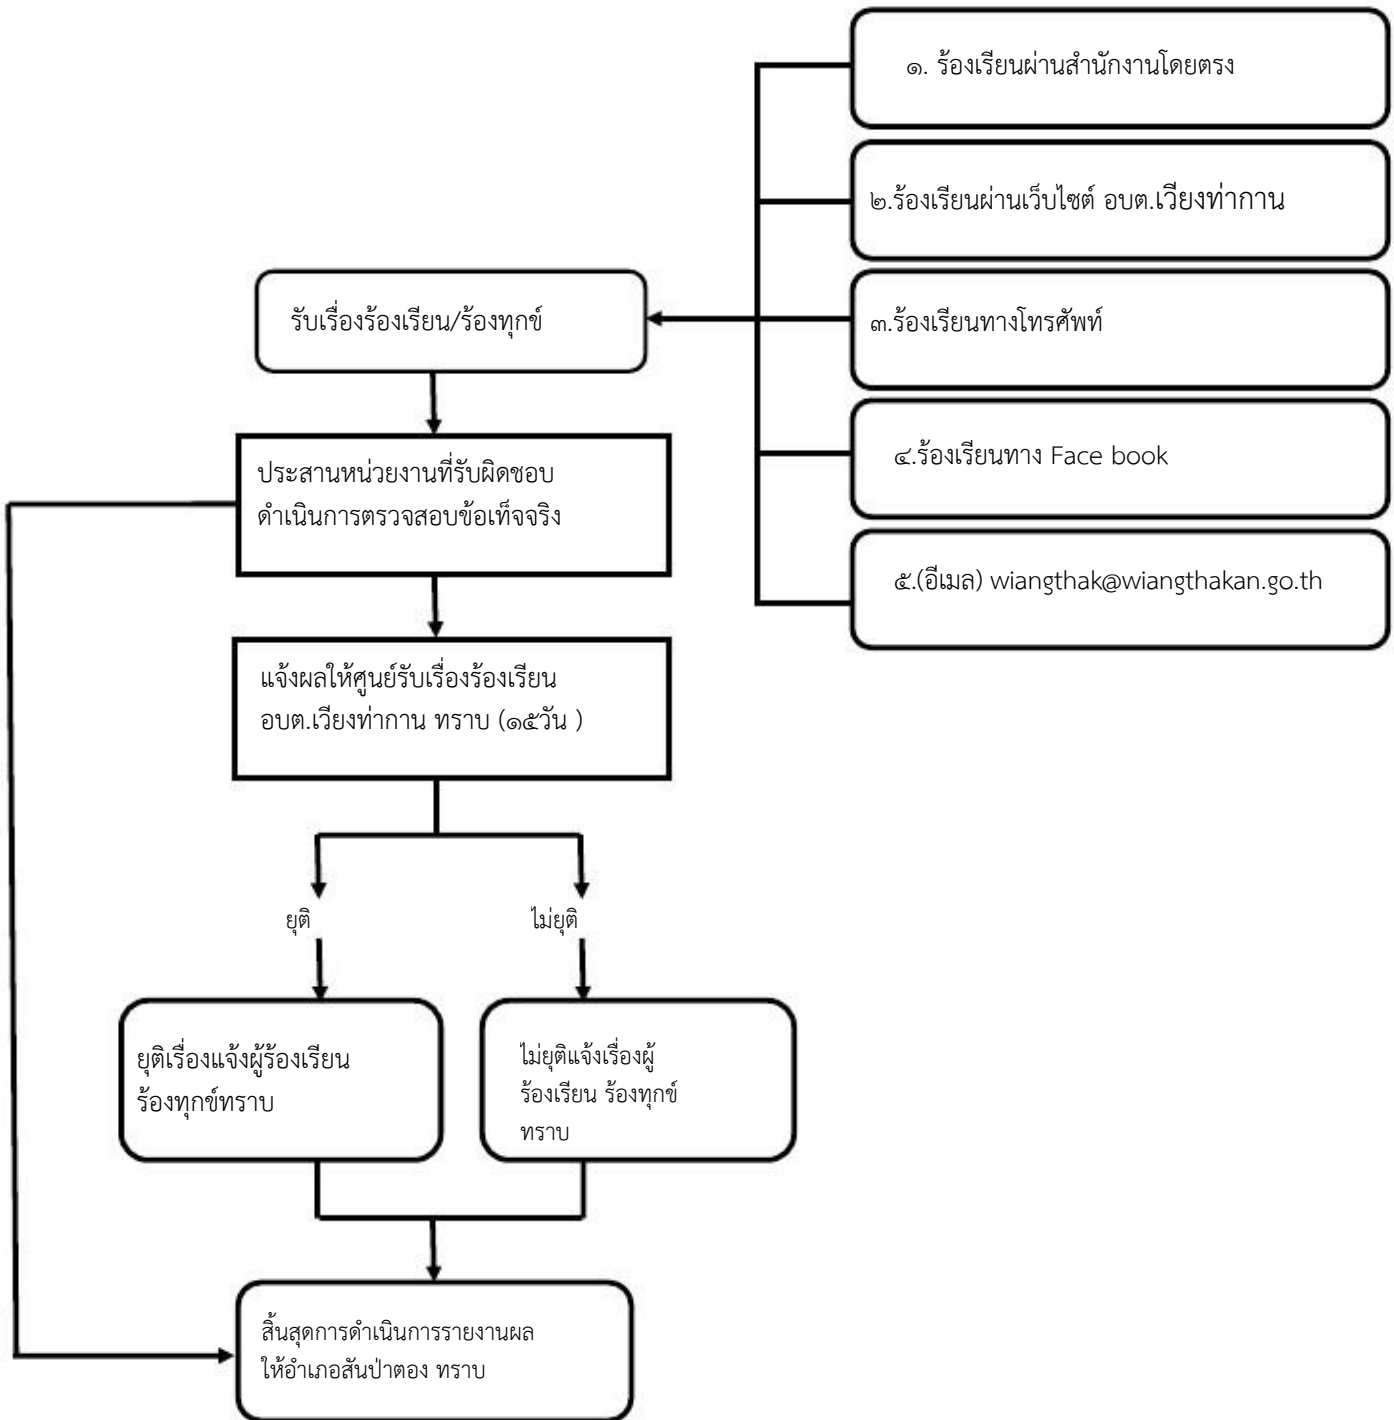 ๑. ร้องเรียนผ่านสำนักงานโดยตรง
๒.ร้องเรียนผ่านเว็บไซต์ อบต.เวียงท่ากาน
๓.ร้องเรียนทางโทรศัพท์
๔.ร้องเรียนทาง Face book
๕.(อีเมล) wiangthak@wiangthakan.go.th
รับเรื่องร้องเรียน/ร้องทุกข์
ประสานหน่วยงานที่รับผิดชอบ
ดำเนินการตรวจสอบข้อเท็จจริง
แจ้งผลให้ศูนย์รับเรื่องร้องเรียน
อบต.เวียงท่ากาน ทราบ (๑๕วัน )
ยุติ
ไม่ยุติ
ยุติเรื่องแจ้งผู้ร้องเรียน
ร้องทุกข์ทราบ
ไม่ยุติแจ้งเรื่องผู้
ร้องเรียน ร้องทุกข์
ทราบ
สิ้นสุดการดำเนินการรายงานผล
ให้อำเภอสันป่าตอง ทราบ